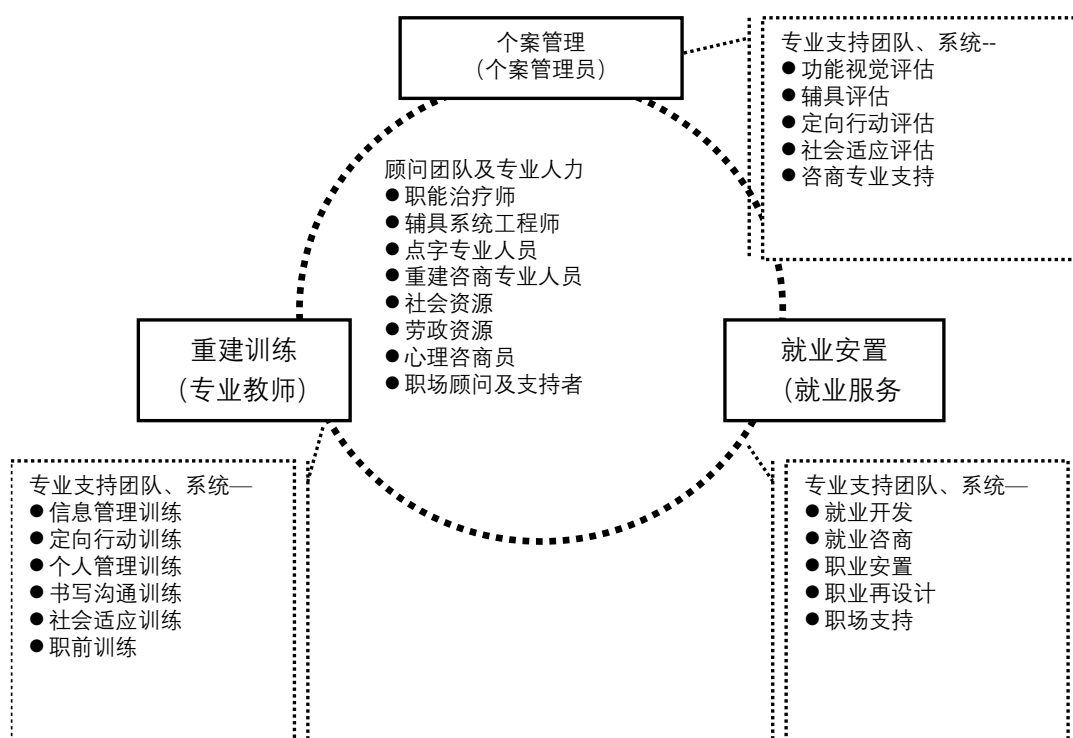 个案管理
（个案管理员）
专业支持团队、系统--
●功能视觉评估
●辅具评估
●定向行动评估
●社会适应评估
●咨商专业支持
顾问团队及专业人力
●职能治疗师
●辅具系统工程师
●点字专业人员
●重建咨商专业人员
●社会资源
●劳政资源
●心理咨商员
●职场顾问及支持者
重建训练
（专业教师）
就业安置
（就业服务
专业支持团队、系统—
●信息管理训练
●定向行动训练
●个人管理训练
●书写沟通训练
●社会适应训练
●职前训练
专业支持团队、系统—
●就业开发
●就业咨商
●职业安置
●职业再设计
●职场支持